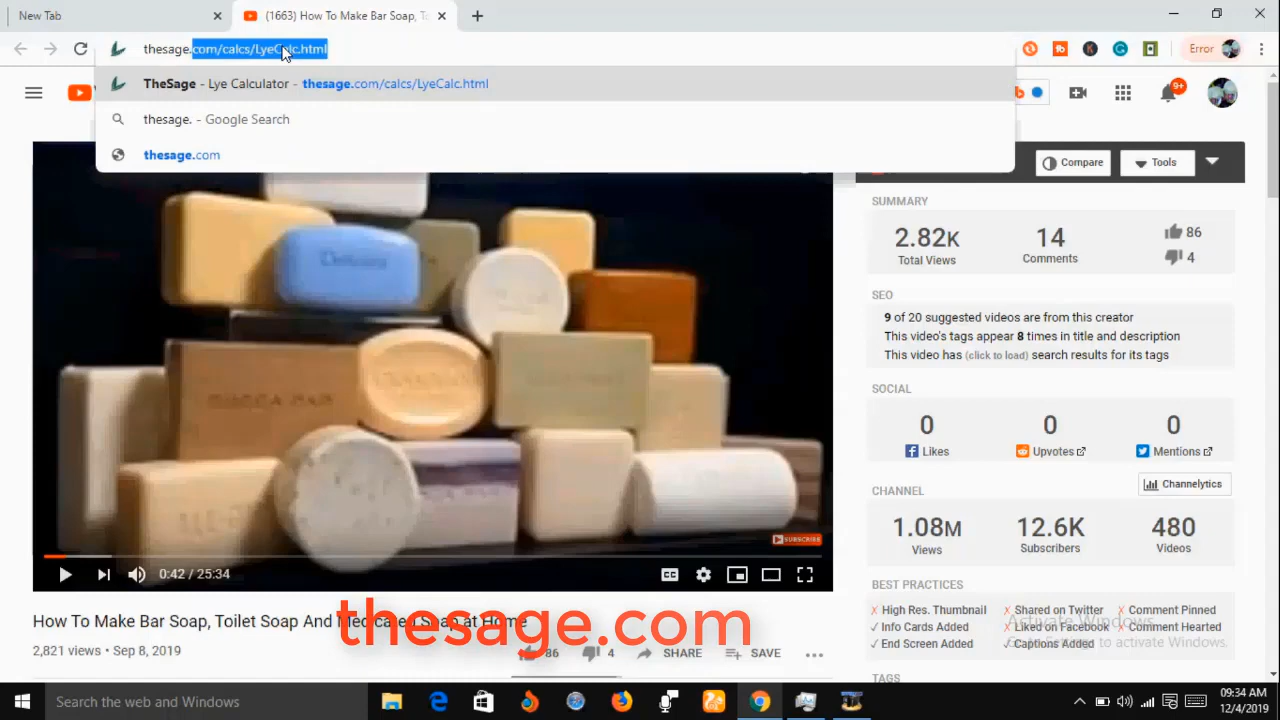 New Tab
(1663) How To Make Bar Soap, To
thesage.com/calcs/LyeCalc.html
Error
TheSage - Lye Calculator - thesage.com/calcs/LyeCalc.html
thesage. - Google Search
thesage.com
9+
Compare
Tools
SUMMARY
2.82K
Total Views
14
Comments
86
4
SEO
9 of 20 suggested videos are from this creator
This video's tags appear 8 times in title and description
This video has (click to load) search results for its tags
SOCIAL
0
Likes
0
Upvotes
0
Mentions
CHANNEL
Channelytics
1.08M
Views
12.6K
Subscribers
480
Videos
BEST PRACTICES
High Res. Thumbnail
Shared on Twitter
Comment Pinned
Info Cards Added
Liked on Facebook
Comment Hearted
End Screen Added
Captions Added
TAGS
Activate Windows
Go to Settings to activate Windows.
SUBSCRIBE
0:42 / 25:34
CC
How To Make Bar Soap, Toilet Soap And Medicated Soap at Home
thesage.com
2,821 views • Sep 8, 2019
86
4
SHARE
SAVE
Search the web and Windows
09:34 AM
12/4/2019